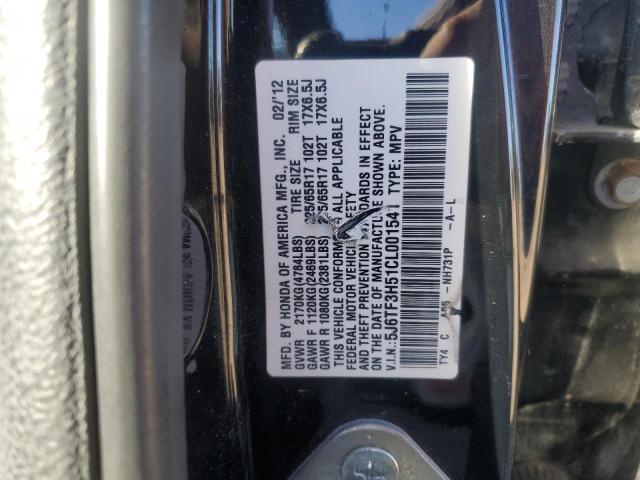 MFD. BY HONDA OF AMERICA MFG., INC. 02/'12
GVWR 2170KG(4784LBS) TIRE SIZE RIM SIZE
GAWR F 1120KG(2469LBS) 225/65R17 102T 17X6.5J
GAWR R 1080KG(2381LBS) 225/65R17 102T 17X6.5J
THIS VEHICLE CONFORMS ALL APPLICABLE
FEDERAL MOTOR VEHICLE SAFETY
AND THEFT PREVENTION STANDARDS IN EFFECT
ON THE DATE OF MANUFACTURE SHOWN ABOVE.
V.I.N.: 5J6TF3H51CL001541 TYPE: MPV
TY4 C NH731P -A-L